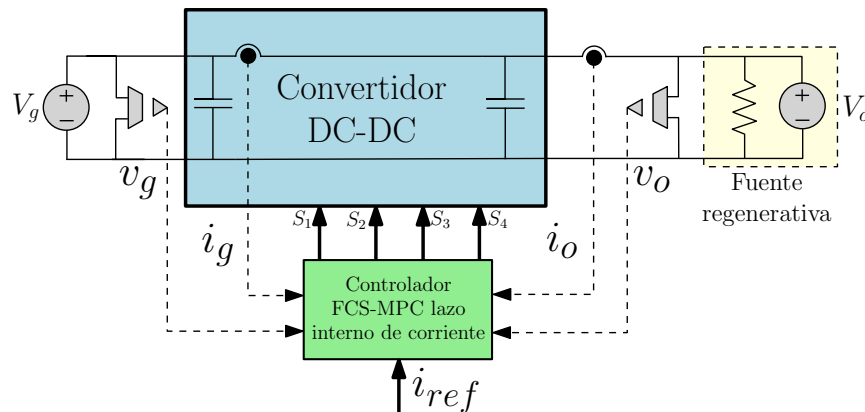 Convertidor
DC-DC
V_g
+
−
v_g
+
−
V_o
v_o
Fuente
regenerativa
S_1
S_2
S_3
S_4
i_g
i_o
Controlador
FCS-MPC lazo
interno de corriente
i_ref